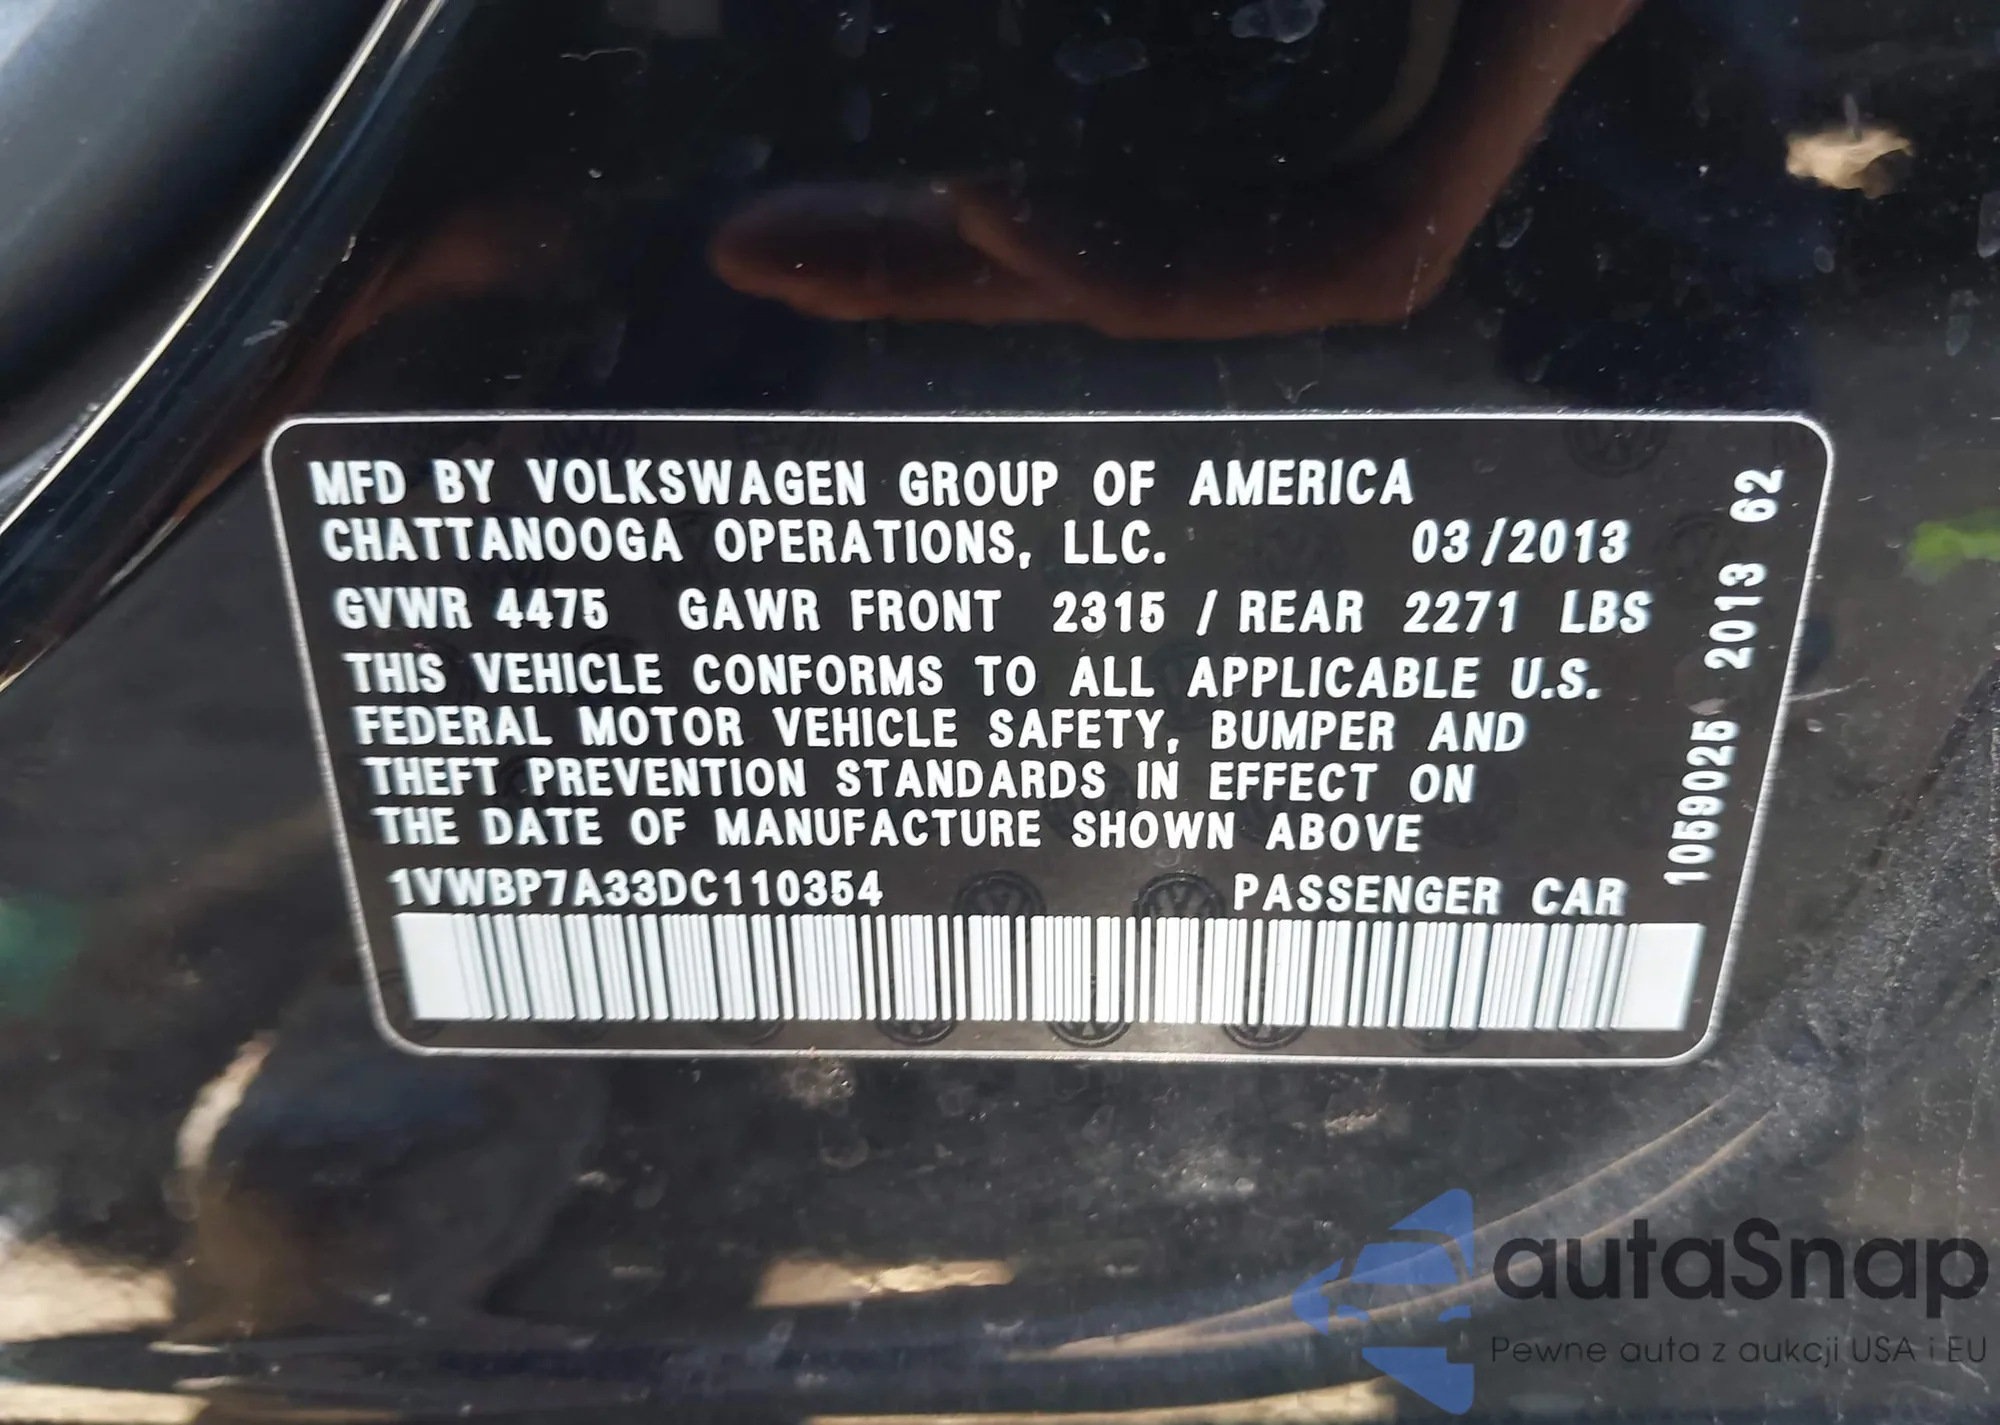 MFD BY VOLKSWAGEN GROUP OF AMERICA
CHATTANOOGA OPERATIONS, LLC. 03/2013
GVWR 4475 GAWR FRONT 2315 / REAR 2271 LBS
THIS VEHICLE CONFORMS TO ALL APPLICABLE U.S.
FEDERAL MOTOR VEHICLE SAFETY, BUMPER AND
THEFT PREVENTION STANDARDS IN EFFECT ON
THE DATE OF MANUFACTURE SHOWN ABOVE
1VWBP7A33DC110354 PASSENGER CAR
1059025 2013 62
autaSnap
Pewne auta z aukcji USA i EU